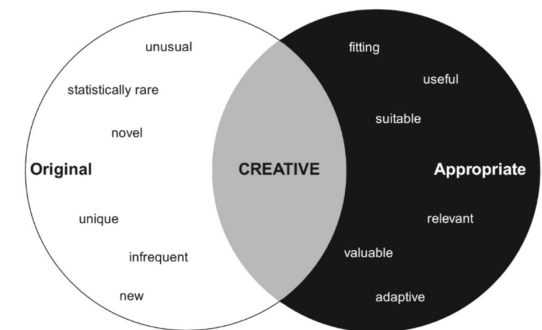 unusual
statistically rare
novel
Original
unique
infrequent
new
CREATIVE
fitting
useful
suitable
Appropriate
relevant
valuable
adaptive